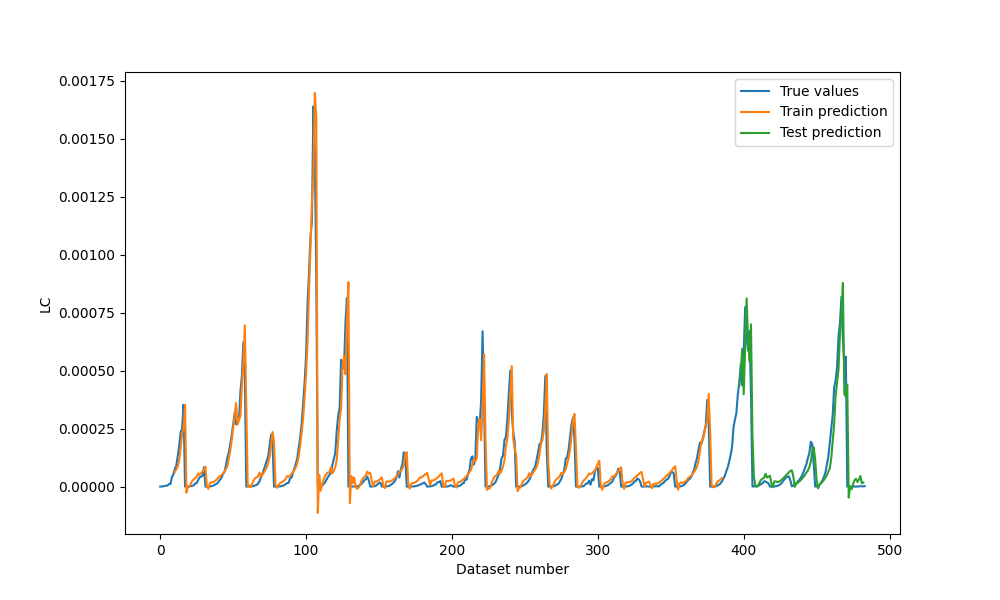 0.00175
0.00150
0.00125
0.00100
0.00075
0.00050
0.00025
0.00000
LC
True values
Train prediction
Test prediction
0 100 200 300 400 500
Dataset number